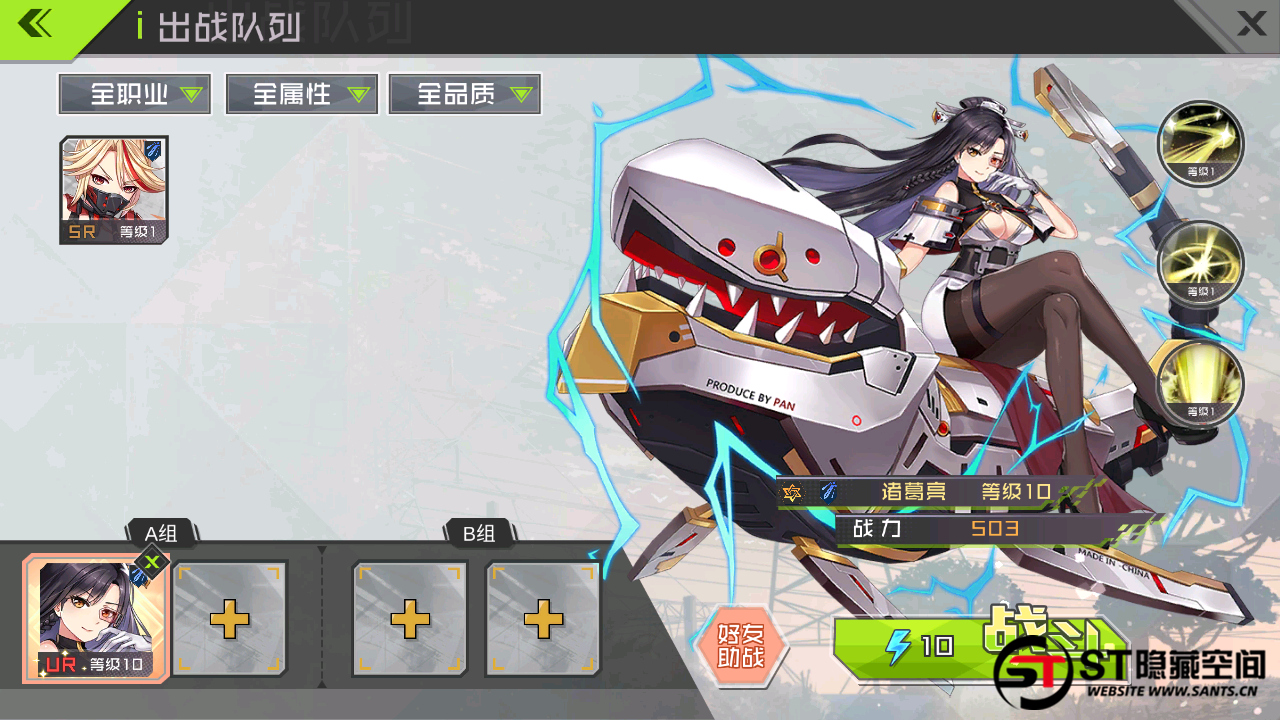 出战队列
全职业
全属性
全品质
SR 等级1
等级1
等级1
等级1
PRODUCE BY PAN
诸葛亮 等级10
战力 503
MADE IN CHINA
A组
B组
UR 等级10
好友
助战
10 战斗
ST隐藏空间
WEBSITE WWW.SANTS.CN